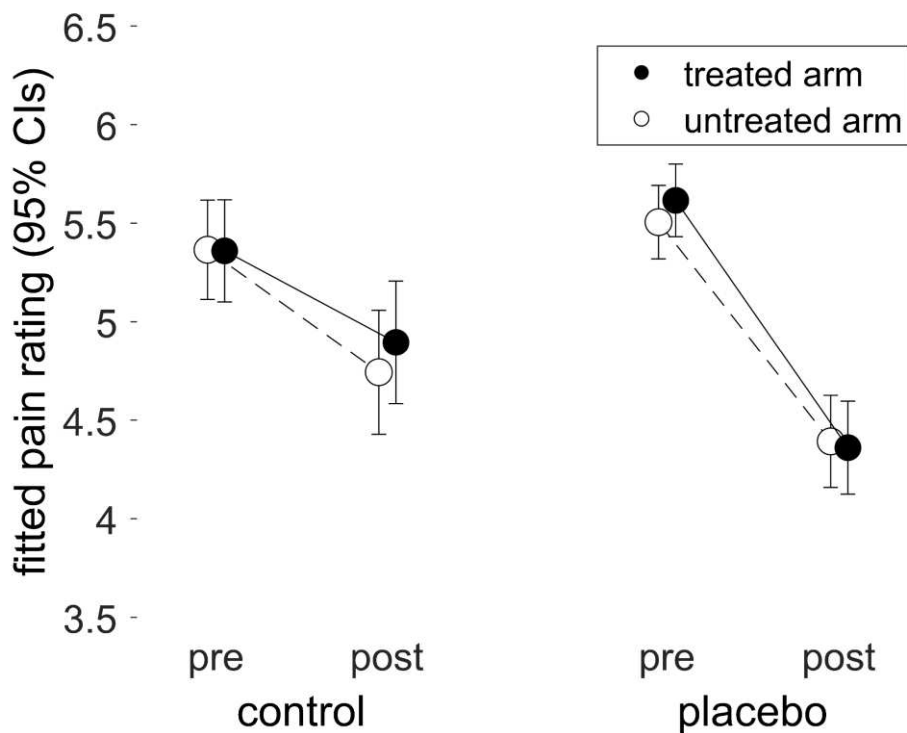 fitted pain rating (95% CIs)
6.5
6
5.5
5
4.5
4
3.5
treated arm
untreated arm
pre
post
pre
post
control
placebo